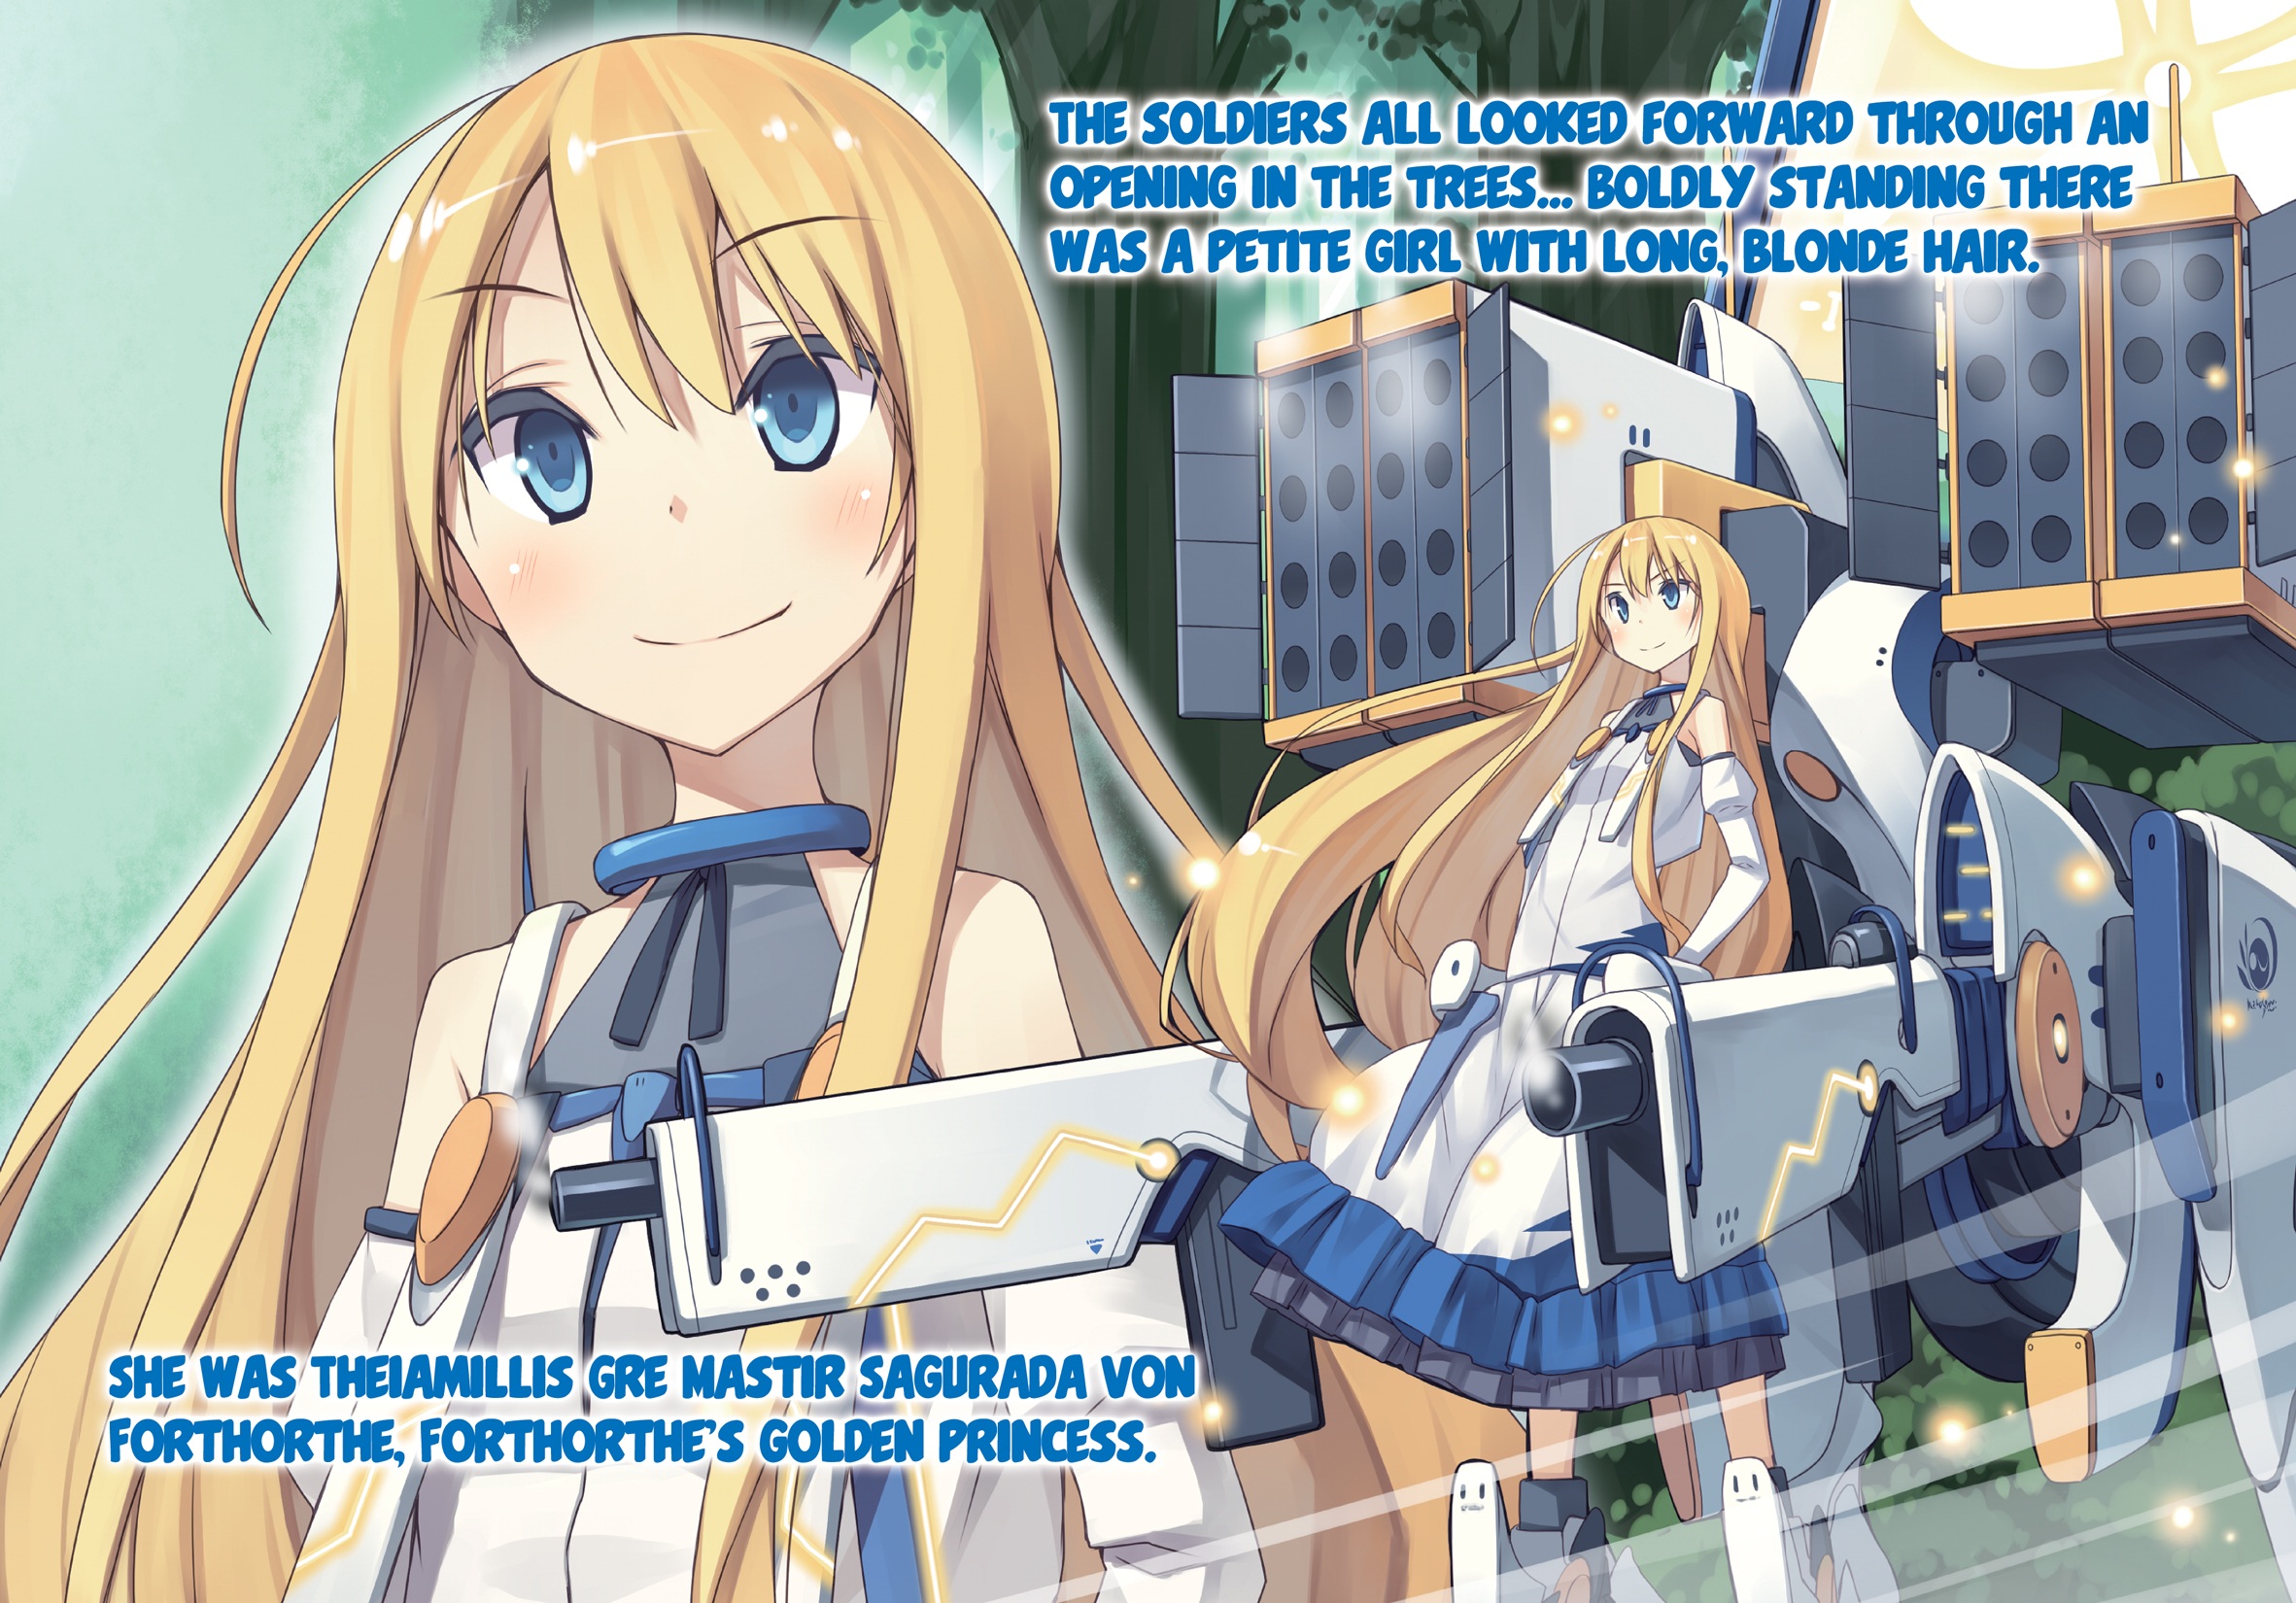 THE SOLDIERS ALL LOOKED FORWARD THROUGH AN
OPENING IN THE TREES... BOLDLY STANDING THERE
WAS A PETITE GIRL WITH LONG, BLONDE HAIR.
SHE WAS THEIAMILLIS GRE MASTIR SAGURADA VON
FORTHORTHE, FORTHORTHE'S GOLDEN PRINCESS.